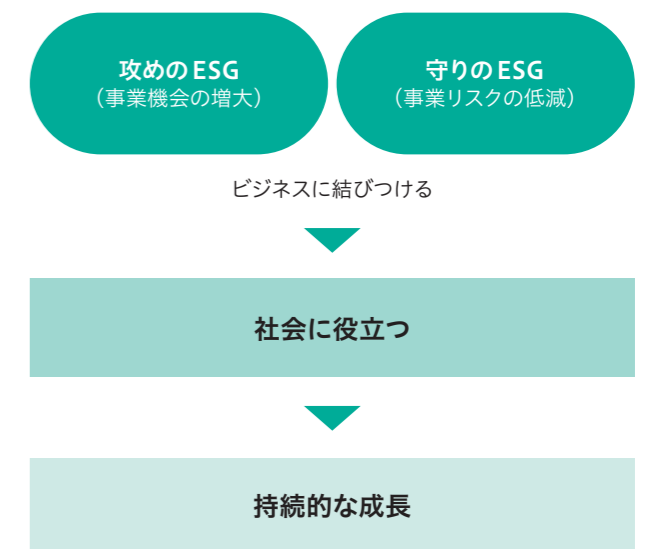 攻めのESG
（事業機会の増大）
守りのESG
（事業リスクの低減）
ビジネスに結びつける
社会に役立つ
持続的な成長